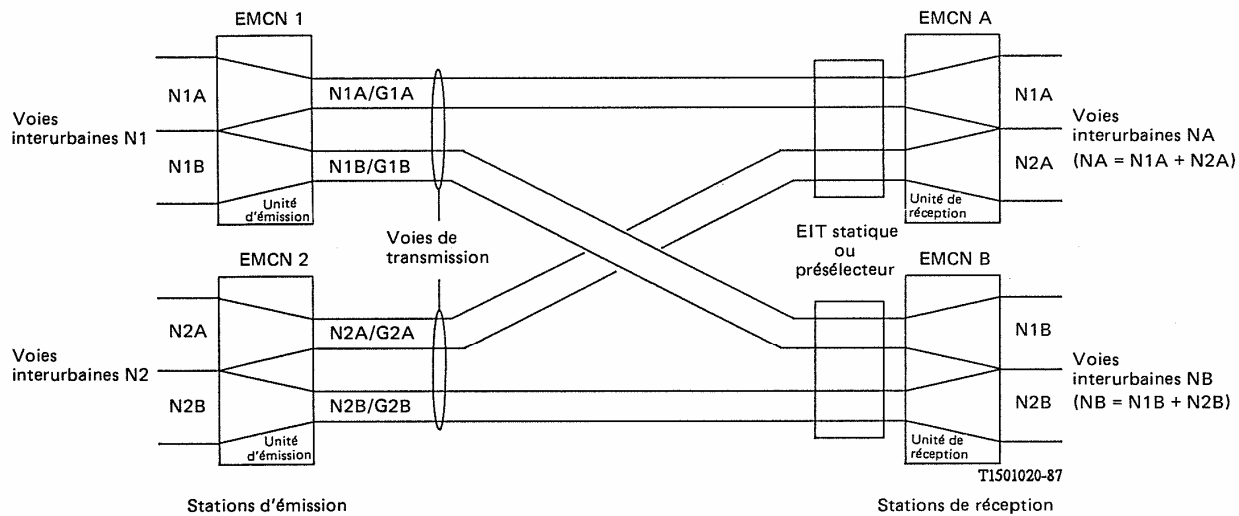 EMCN 1
EMCN A
N1A
N1A/G1A
N1A
Voies
interurbaines N1
Voies
interurbaines NA
(NA = N1A + N2A)
N1B
N1B/G1B
N2A
Unité
d'émission
Unité de
réception
Voies de
transmission
EIT statique
ou
présélecteur
EMCN 2
EMCN B
N2A
N2A/G2A
N1B
Voies
interurbaines N2
Voies
interurbaines NB
(NB = N1B + N2B)
N2B
N2B/G2B
N2B
Unité
d'émission
Unité de
réception
T1501020-87
Stations d'émission
Stations de réception